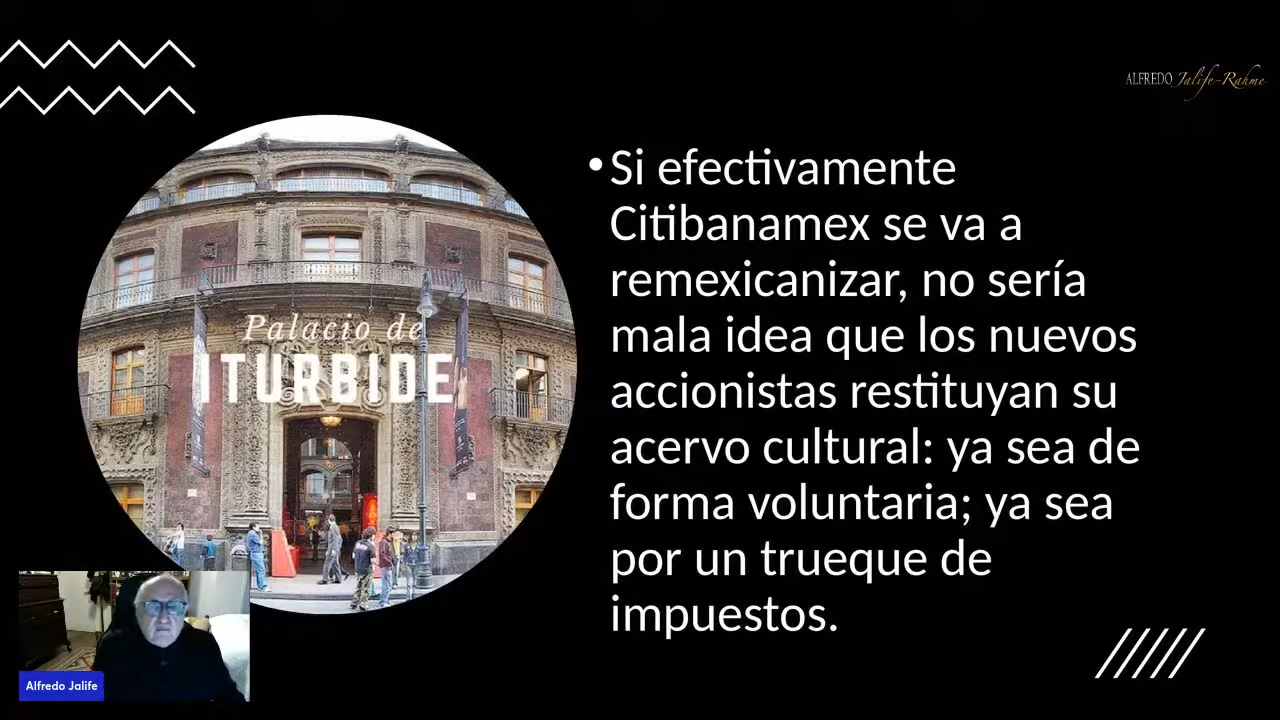 ALFREDO Jalife-Rahme
Palacio de
ITURBIDE
• Si efectivamente
Citibanamex se va a
remexicanizar, no sería
mala idea que los nuevos
accionistas restituyan su
acervo cultural: ya sea de
forma voluntaria; ya sea
por un trueque de
impuestos.
Alfredo Jalife